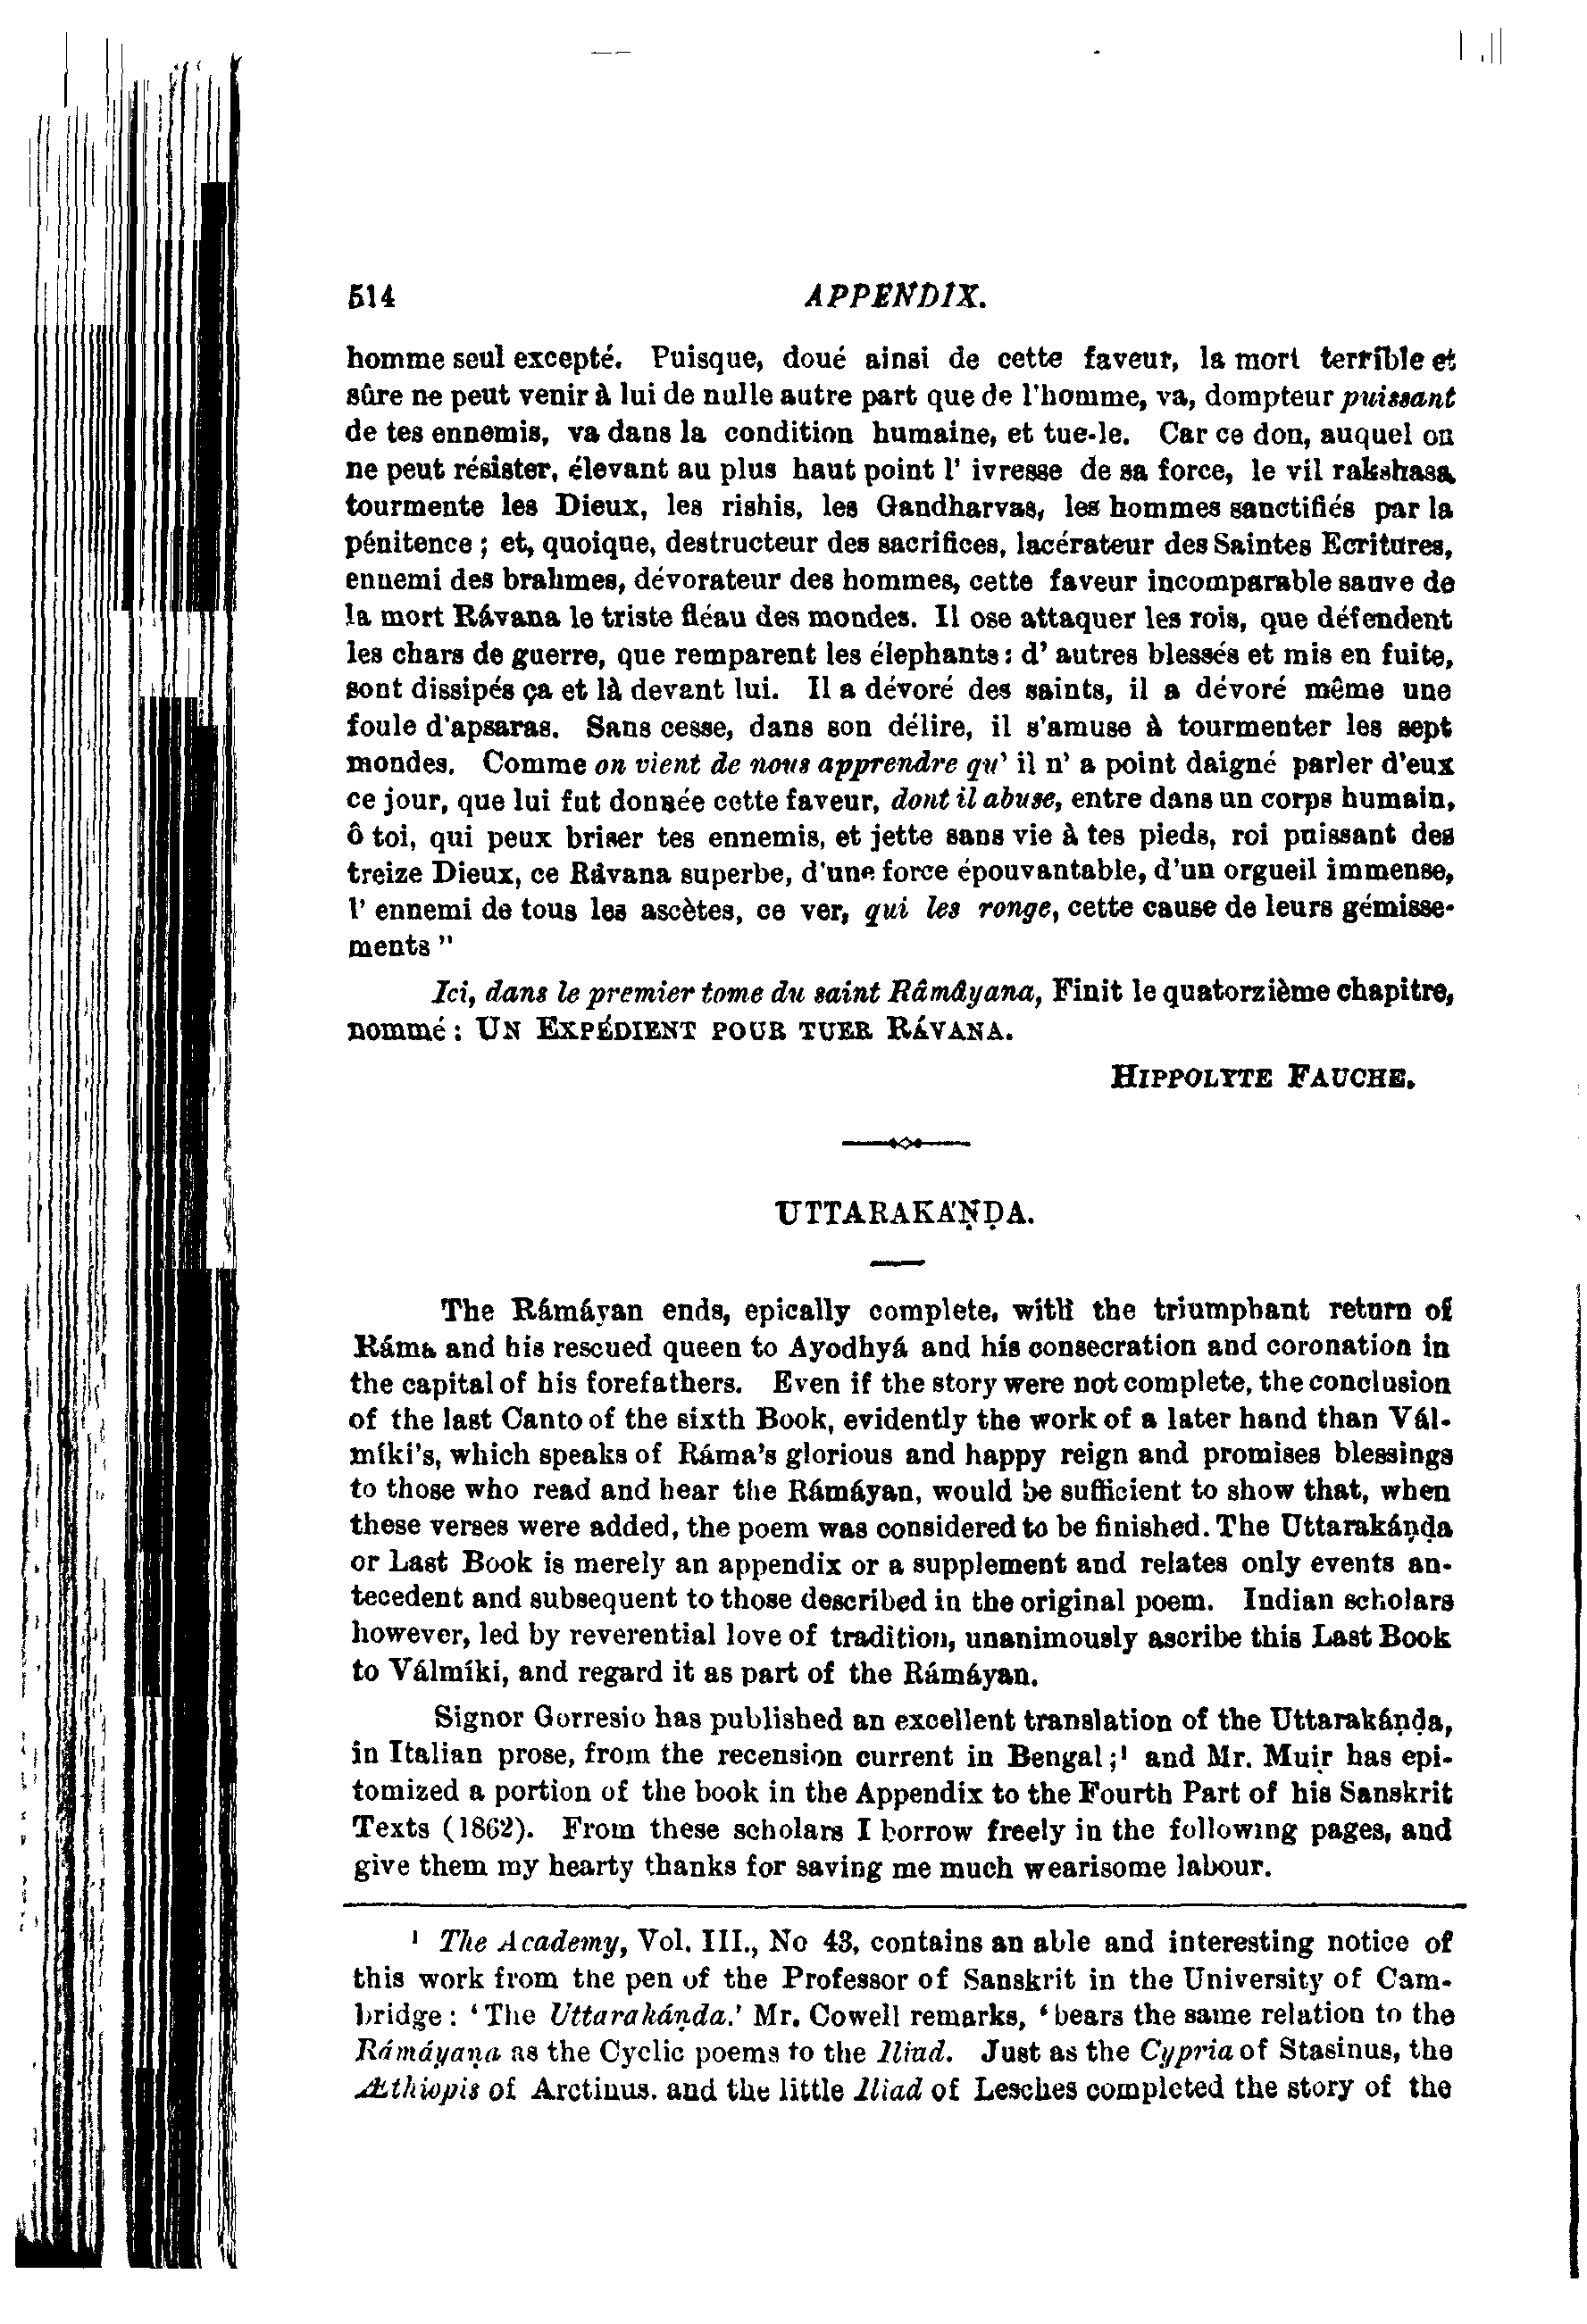 514 APPENDIX.
homme seul excepté. Puisque, doué ainsi de cette faveur, la mort terrible et
sûre ne peut venir à lui de nulle autre part que de l'homme, va, dompteur puissant
de tes ennemis, va dans la condition humaine, et tue-le. Car ce don, auquel on
ne peut résister, élevant au plus haut point l' ivresse de sa force, le vil rakshasa
tourmente les Dieux, les rishis, les Gandharvas, les hommes sanctifiés par la
pénitence ; et, quoique, destructeur des sacrifices, lacérateur des Saintes Ecritures,
ennemi des brahmes, dévorateur des hommes, cette faveur incomparable sauve de
la mort Rávana le triste fléau des mondes. Il ose attaquer les rois, que défendent
les chars de guerre, que remparent les élephants : d' autres blessés et mis en fuite,
sont dissipés ça et là devant lui. Il a dévoré des saints, il a dévoré même une
foule d'apsaras. Sans cesse, dans son délire, il s'amuse à tourmenter les sept
mondes. Comme on vient de nous apprendre qu' il n' a point daigné parler d'eux
ce jour, que lui fut donnée cette faveur, dont il abuse, entre dans un corps humain,
ô toi, qui peux briser tes ennemis, et jette sans vie à tes pieds, roi puissant des
treize Dieux, ce Râvana superbe, d'une force épouvantable, d'un orgueil immense,
l' ennemi de tous les ascètes, ce ver, qui les ronge, cette cause de leurs gémisse-
ments "
Ici, dans le premier tome du saint Râmâyana, Finit le quatorzième chapitre,
nommé : UN EXPÉDIENT POUR TUER RÁVANA.
HIPPOLYTE FAUCHE.
UTTARAKÁṆḌA.
The Rámáyan ends, epically complete, with the triumphant return of
Ráma and his rescued queen to Ayodhyá and his consecration and coronation in
the capital of his forefathers. Even if the story were not complete, the conclusion
of the last Canto of the sixth Book, evidently the work of a later hand than Vál-
míki's, which speaks of Ráma's glorious and happy reign and promises blessings
to those who read and hear the Rámáyan, would be sufficient to show that, when
these verses were added, the poem was considered to be finished. The Uttarakáṇḍa
or Last Book is merely an appendix or a supplement and relates only events an-
tecedent and subsequent to those described in the original poem. Indian scholars
however, led by reverential love of tradition, unanimously ascribe this Last Book
to Válmíki, and regard it as part of the Rámáyan.
Signor Gorresio has published an excellent translation of the Uttarakáṇḍa,
in Italian prose, from the recension current in Bengal ;¹ and Mr. Muir has epi-
tomized a portion of the book in the Appendix to the Fourth Part of his Sanskrit
Texts (1862). From these scholars I borrow freely in the following pages, and
give them my hearty thanks for saving me much wearisome labour.
¹ The Academy, Vol. III., No 43, contains an able and interesting notice of
this work from the pen of the Professor of Sanskrit in the University of Cam-
bridge : 'The Uttarakáṇda.' Mr. Cowell remarks, 'bears the same relation to the
Rámáyaṇa as the Cyclic poems to the Iliad. Just as the Cypria of Stasinus, the
Æthiopis of Arctinus. and the little Iliad of Lesches completed the story of the